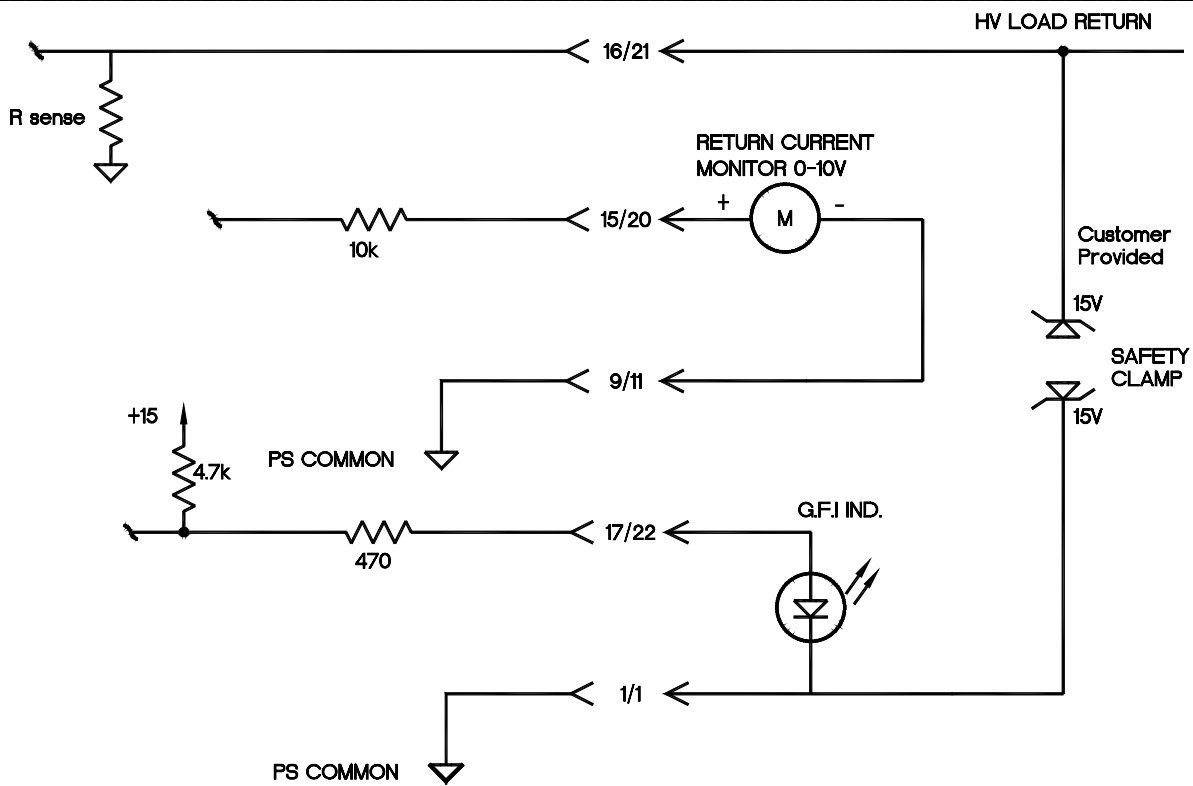 HV LOAD RETURN
16/21
R sense
RETURN CURRENT
MONITOR 0-10V
+
-
15/20
M
10k
Customer
Provided
15V
SAFETY
CLAMP
9/11
15V
+15
PS COMMON
4.7k
G.F.I IND.
17/22
470
1/1
PS COMMON